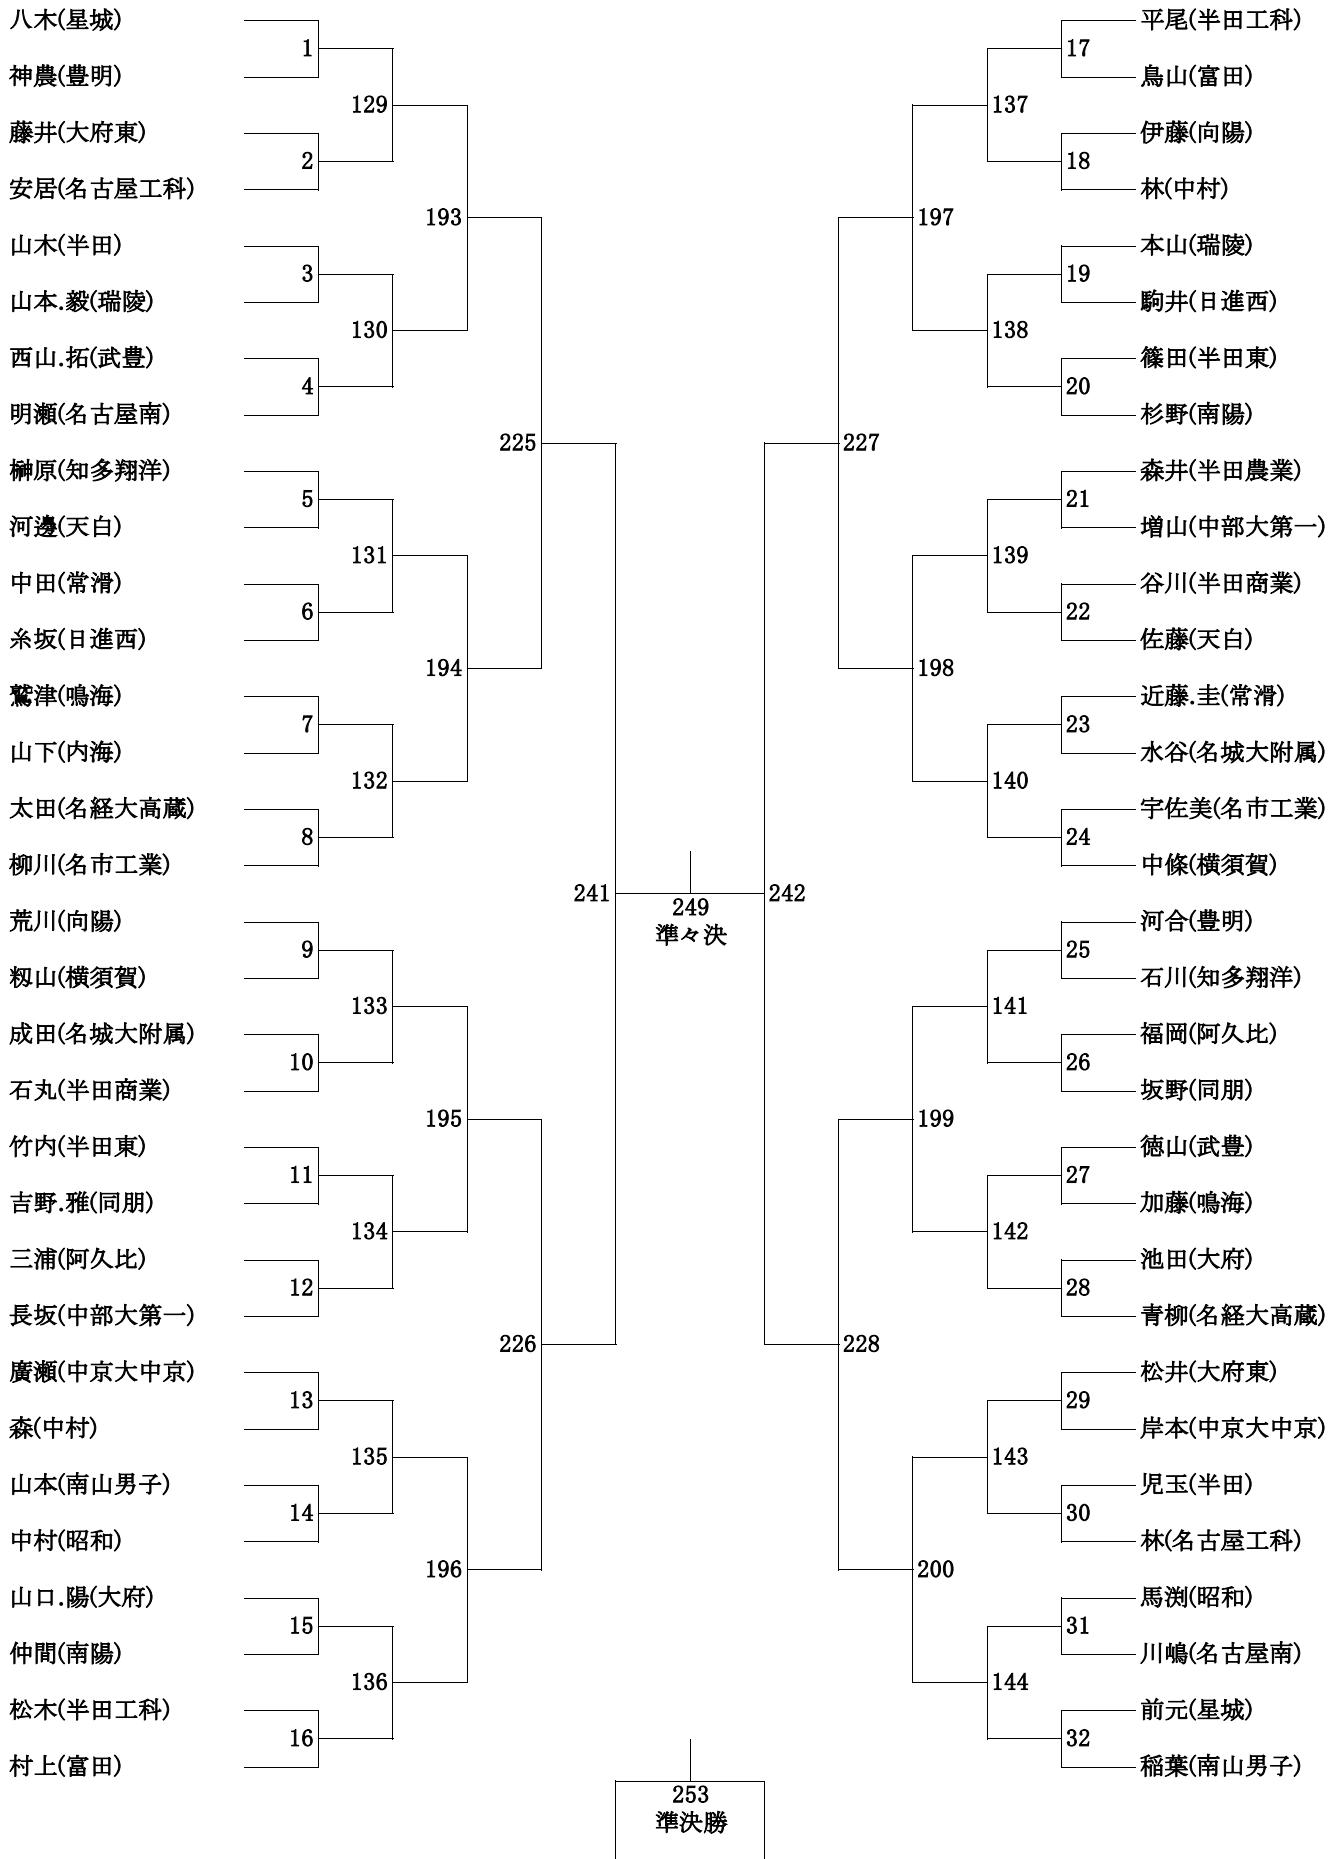 八木(星城)
1
神農(豊明)
129
藤井(大府東)
2
安居(名古屋工科)
193
山木(半田)
3
山本.毅(瑞陵)
130
西山.拓(武豊)
4
明瀬(名古屋南)
225
榊原(知多翔洋)
5
河邊(天白)
131
中田(常滑)
6
糸坂(日進西)
194
鷲津(鳴海)
7
山下(内海)
132
太田(名経大高蔵)
8
柳川(名市工業)
241
荒川(向陽)
9
籾山(横須賀)
133
成田(名城大附属)
10
石丸(半田商業)
195
竹内(半田東)
11
吉野.雅(同朋)
134
三浦(阿久比)
12
長坂(中部大第一)
226
廣瀬(中京大中京)
13
森(中村)
135
山本(南山男子)
14
中村(昭和)
196
山口.陽(大府)
15
仲間(南陽)
136
松木(半田工科)
16
村上(富田)
249
準々決
253
準決勝
平尾(半田工科)
17
鳥山(富田)
137
伊藤(向陽)
18
林(中村)
197
本山(瑞陵)
19
駒井(日進西)
138
篠田(半田東)
20
杉野(南陽)
227
森井(半田農業)
21
増山(中部大第一)
139
谷川(半田商業)
22
佐藤(天白)
198
近藤.圭(常滑)
23
水谷(名城大附属)
140
宇佐美(名市工業)
24
中條(横須賀)
242
河合(豊明)
25
石川(知多翔洋)
141
福岡(阿久比)
26
坂野(同朋)
199
徳山(武豊)
27
加藤(鳴海)
142
池田(大府)
28
青柳(名経大高蔵)
228
松井(大府東)
29
岸本(中京大中京)
143
児玉(半田)
30
林(名古屋工科)
200
馬渕(昭和)
31
川嶋(名古屋南)
144
前元(星城)
32
稲葉(南山男子)